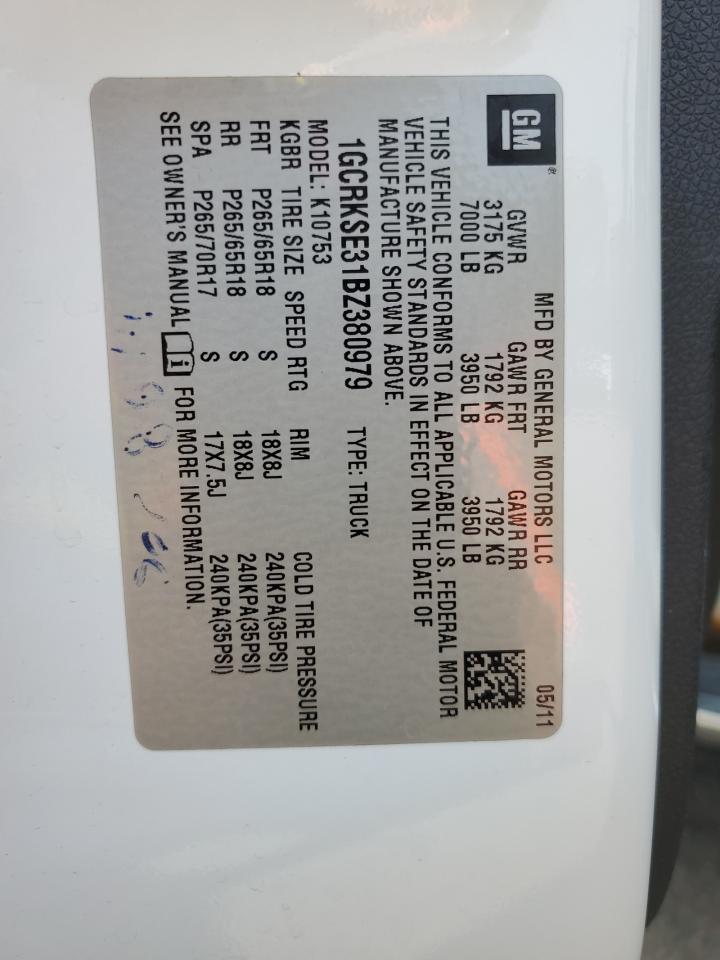 GM®
MFD BY GENERAL MOTORS LLC 05/11
GVWR GAWR FRT GAWR RR
3175 KG 1792 KG 1792 KG
7000 LB 3950 LB 3950 LB
THIS VEHICLE CONFORMS TO ALL APPLICABLE U.S. FEDERAL MOTOR
VEHICLE SAFETY STANDARDS IN EFFECT ON THE DATE OF
MANUFACTURE SHOWN ABOVE.
1GCRKSE31BZ380979 TYPE: TRUCK
MODEL: K10753
KGBR TIRE SIZE SPEED RTG RIM COLD TIRE PRESSURE
FRT P265/65R18 S 18X8J 240KPA(35PSI)
RR P265/65R18 S 18X8J 240KPA(35PSI)
SPA P265/70R17 S 17X7.5J 240KPA(35PSI)
SEE OWNER'S MANUAL FOR MORE INFORMATION.